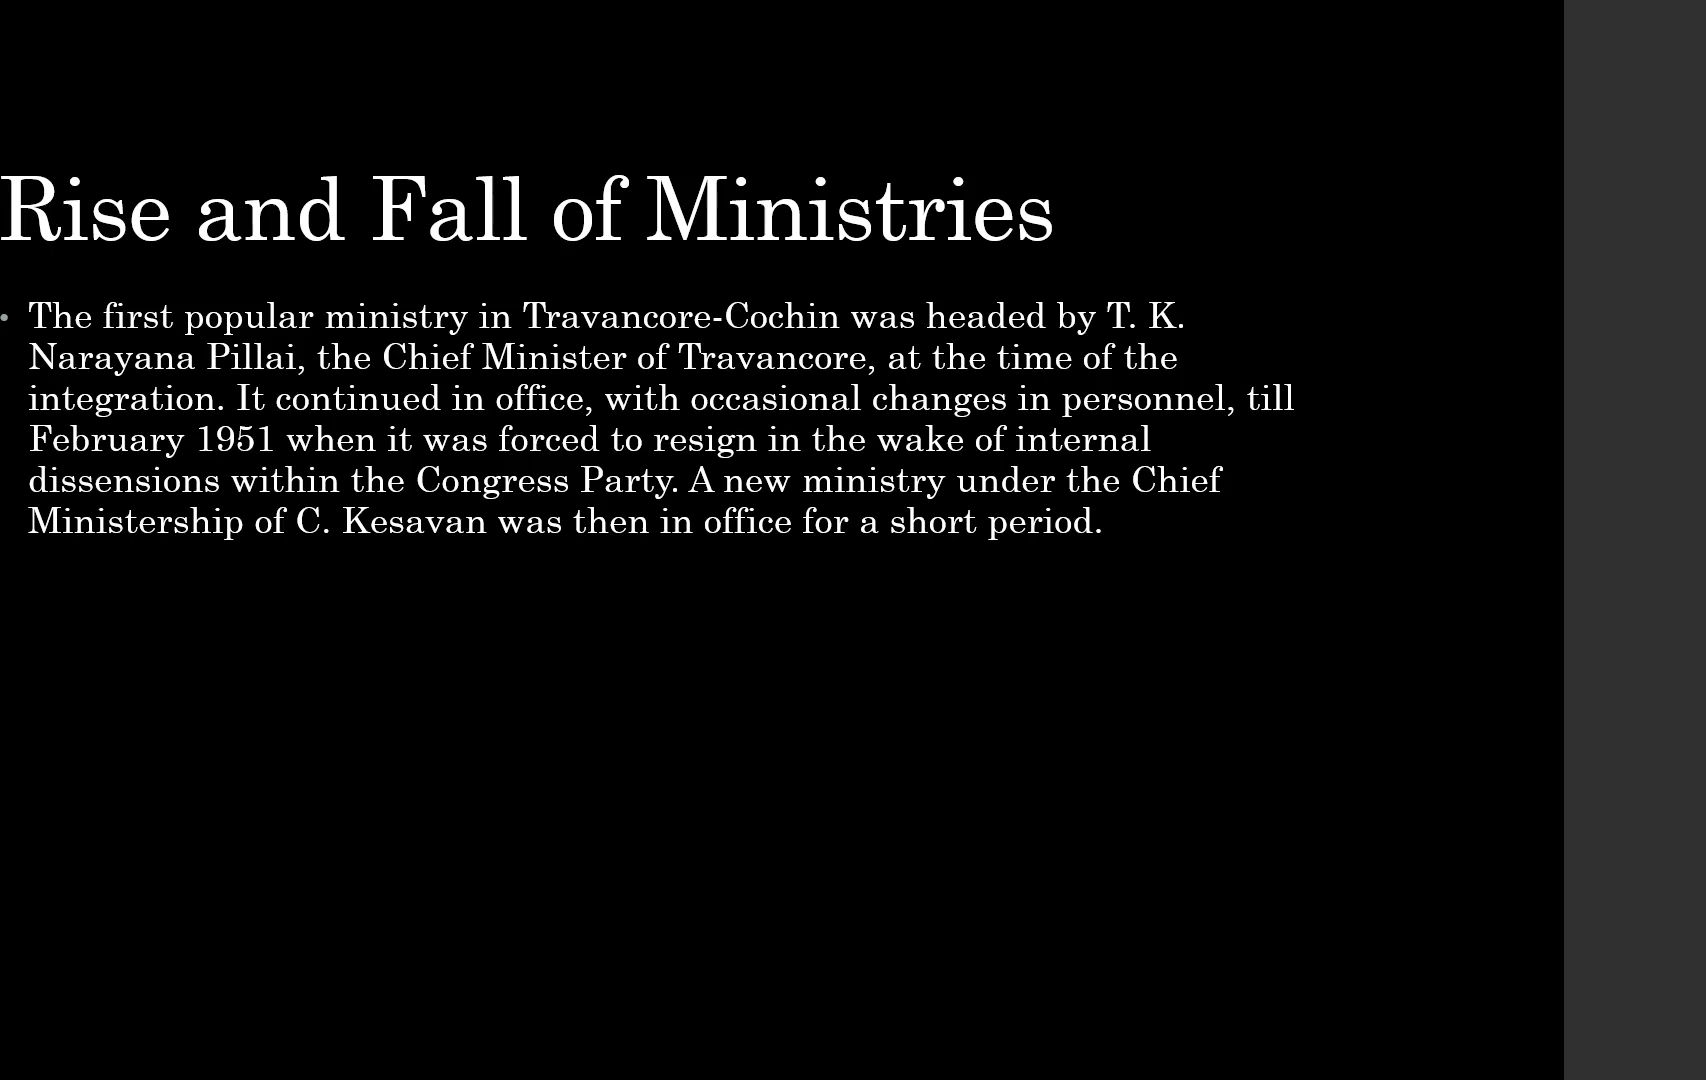 Rise and Fall of Ministries
• The first popular ministry in Travancore-Cochin was headed by T. K.
Narayana Pillai, the Chief Minister of Travancore, at the time of the
integration. It continued in office, with occasional changes in personnel, till
February 1951 when it was forced to resign in the wake of internal
dissensions within the Congress Party. A new ministry under the Chief
Ministership of C. Kesavan was then in office for a short period.